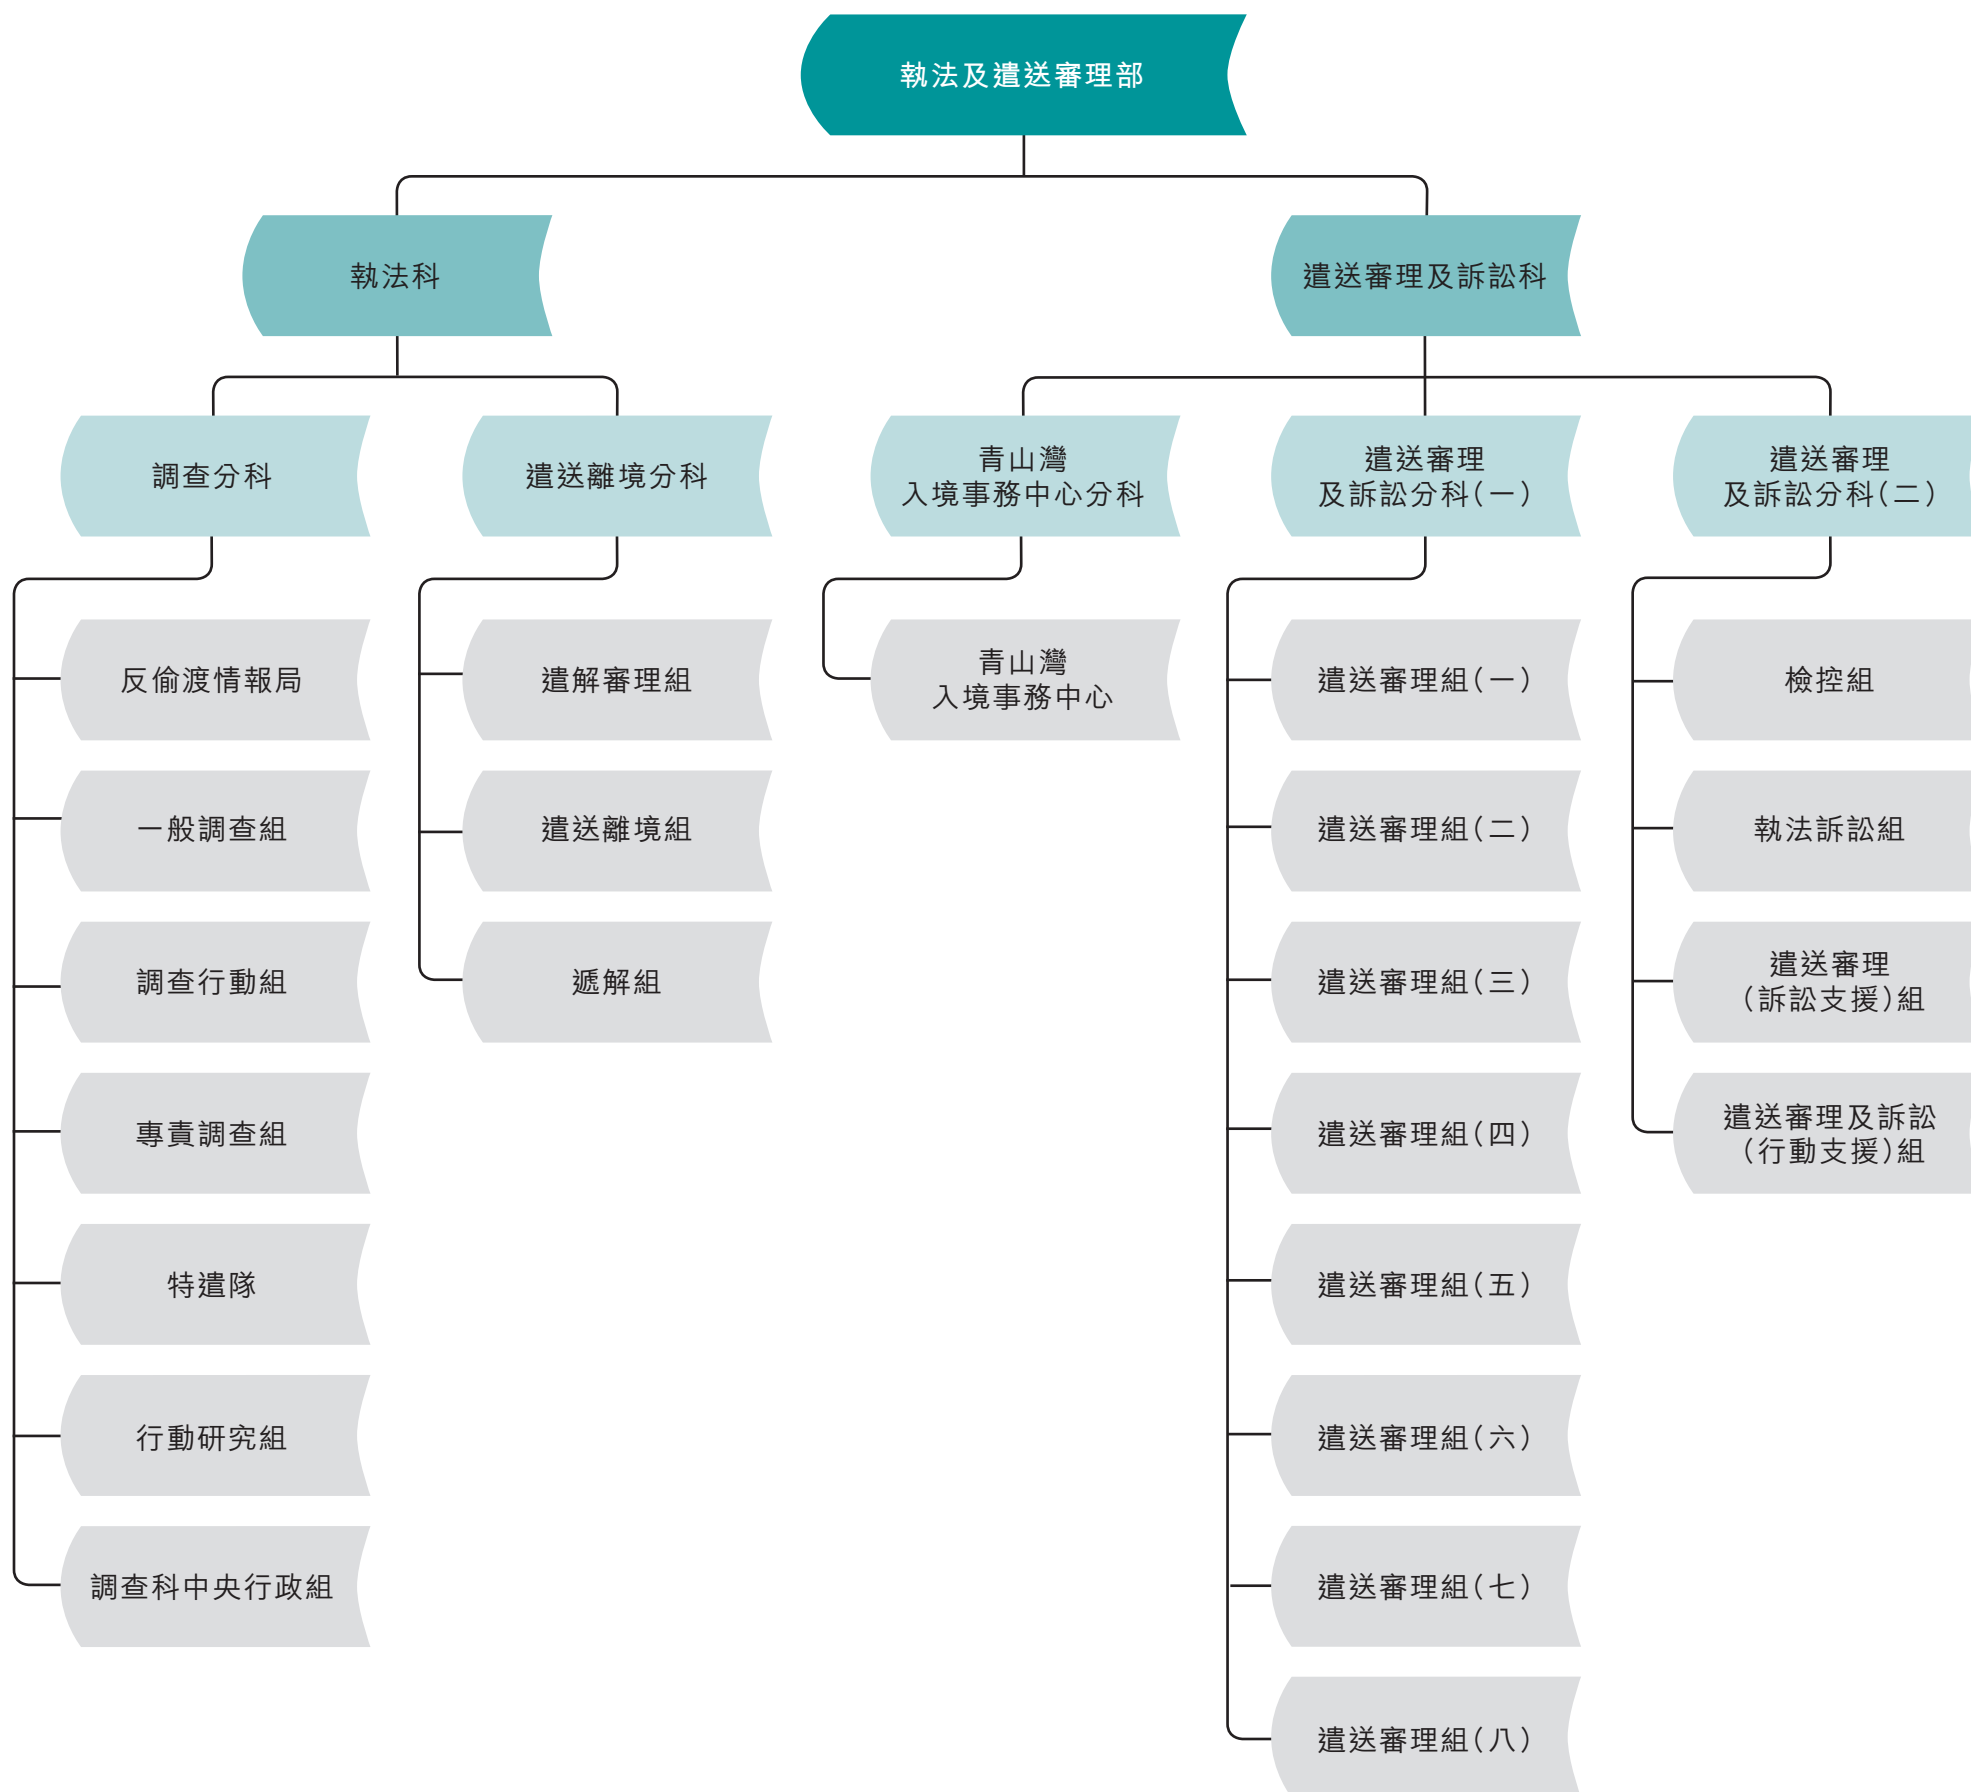 執法及遣送審理部
執法科
遣送審理及訴訟科
調查分科
遣送離境分科
青山灣
入境事務中心分科
遣送審理
及訴訟分科(一)
遣送審理
及訴訟分科(二)
反偷渡情報局
一般調查組
調查行動組
專責調查組
特遣隊
行動研究組
調查科中央行政組
遣解審理組
遣送離境組
遞解組
青山灣
入境事務中心
遣送審理組(一)
遣送審理組(二)
遣送審理組(三)
遣送審理組(四)
遣送審理組(五)
遣送審理組(六)
遣送審理組(七)
遣送審理組(八)
檢控組
執法訴訟組
遣送審理
(訴訟支援)組
遣送審理及訴訟
(行動支援)組